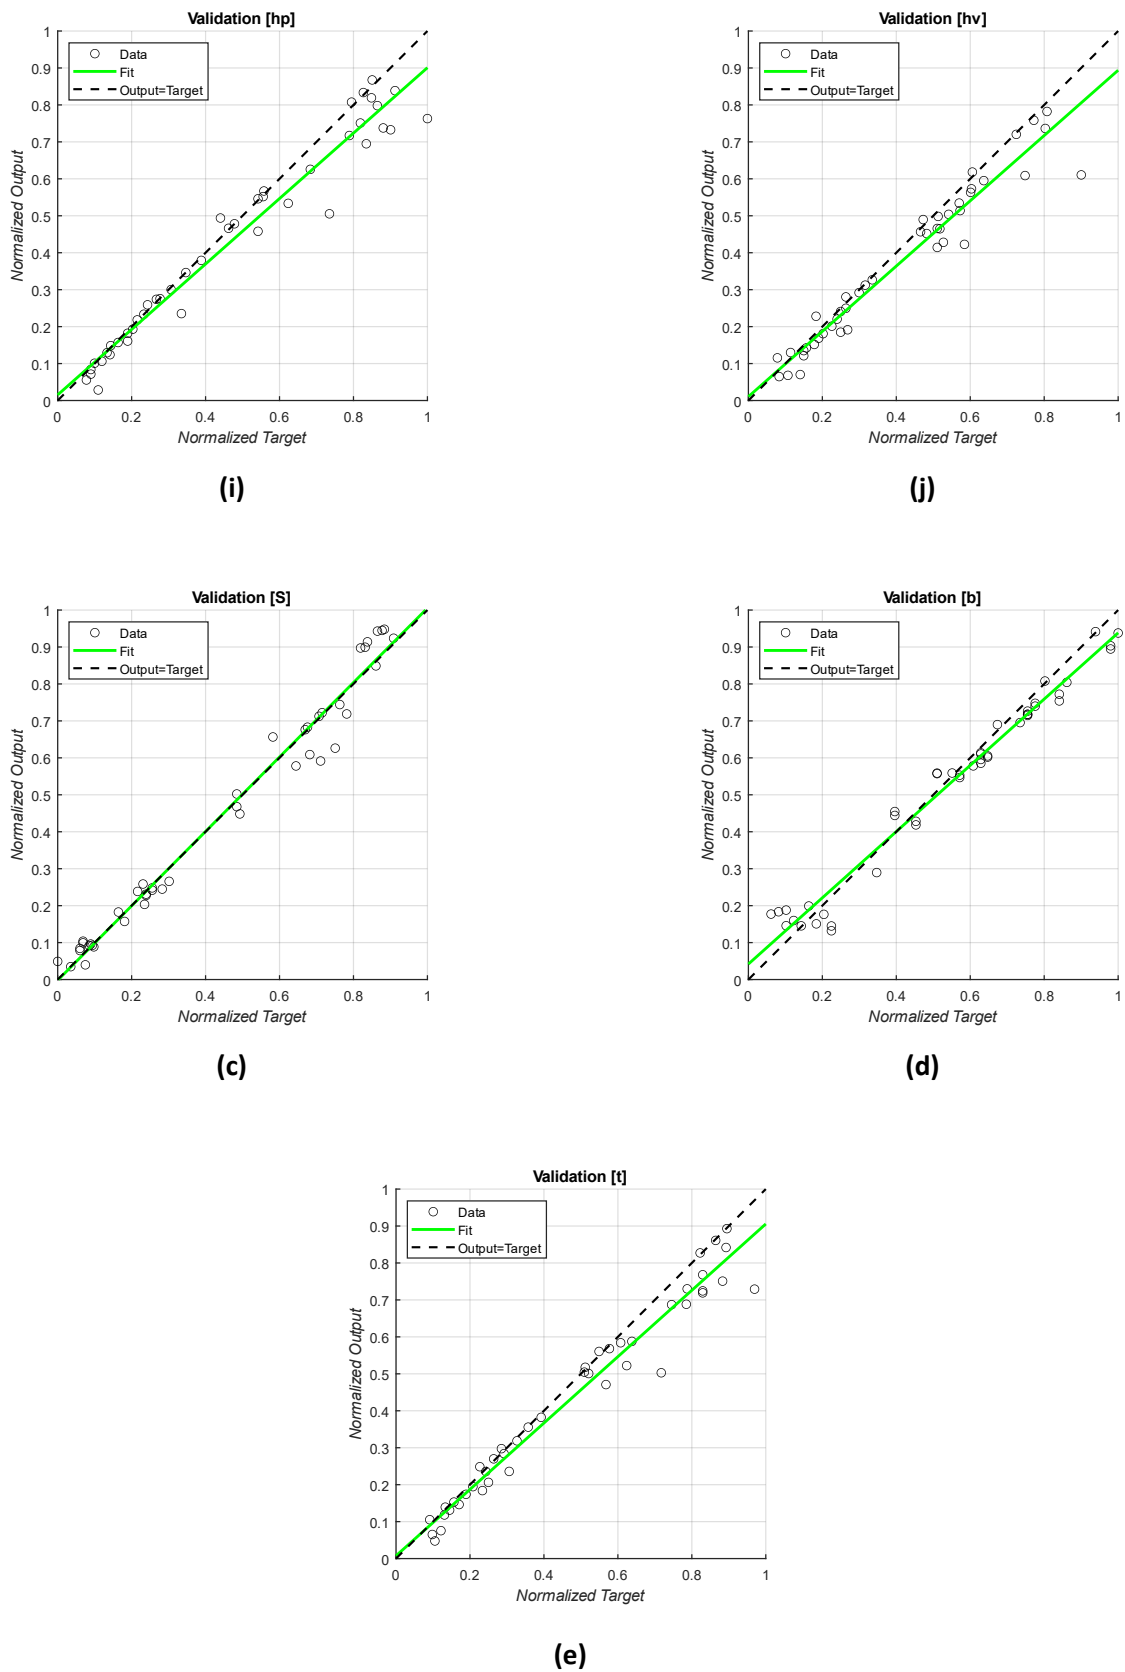 Validation [hp]
1
0.9
0.8
0.7
0.6
0.5
0.4
0.3
0.2
0.1
0
Normalized Output
Data
Fit
Output=Target
0 0.2 0.4 0.6 0.8 1
Normalized Target
(i)
Validation [hv]
1
0.9
0.8
0.7
0.6
0.5
0.4
0.3
0.2
0.1
0
Normalized Output
Data
Fit
Output=Target
0 0.2 0.4 0.6 0.8 1
Normalized Target
(j)
Validation [S]
1
0.9
0.8
0.7
0.6
0.5
0.4
0.3
0.2
0.1
0
Normalized Output
Data
Fit
Output=Target
0 0.2 0.4 0.6 0.8 1
Normalized Target
(c)
Validation [b]
1
0.9
0.8
0.7
0.6
0.5
0.4
0.3
0.2
0.1
0
Normalized Output
Data
Fit
Output=Target
0 0.2 0.4 0.6 0.8 1
Normalized Target
(d)
Validation [t]
1
0.9
0.8
0.7
0.6
0.5
0.4
0.3
0.2
0.1
0
Normalized Output
Data
Fit
Output=Target
0 0.2 0.4 0.6 0.8 1
Normalized Target
(e)